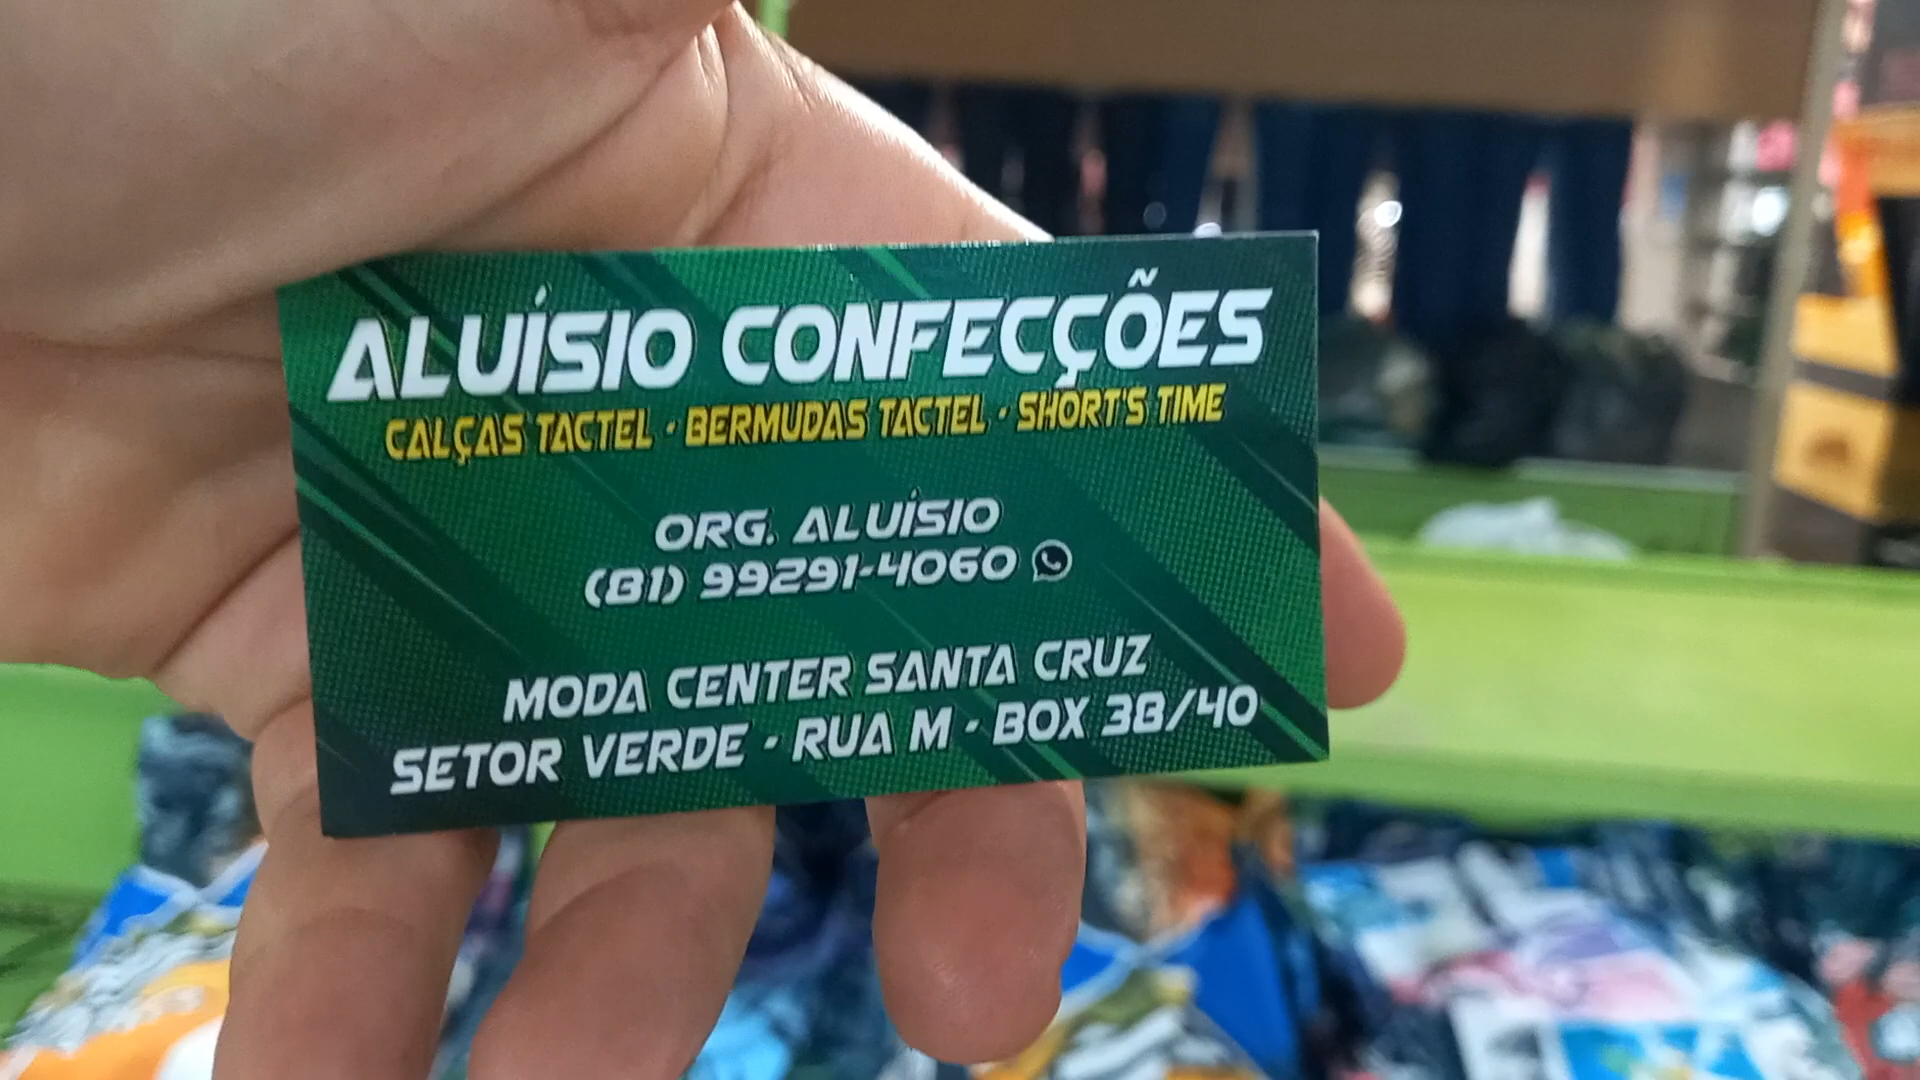 ALUÍSIO CONFECÇÕES
CALÇAS TACTEL · BERMUDAS TACTEL · SHORT'S TIME
ORG. ALUÍSIO
(81) 99291-4060
MODA CENTER SANTA CRUZ
SETOR VERDE · RUA M · BOX 38/40